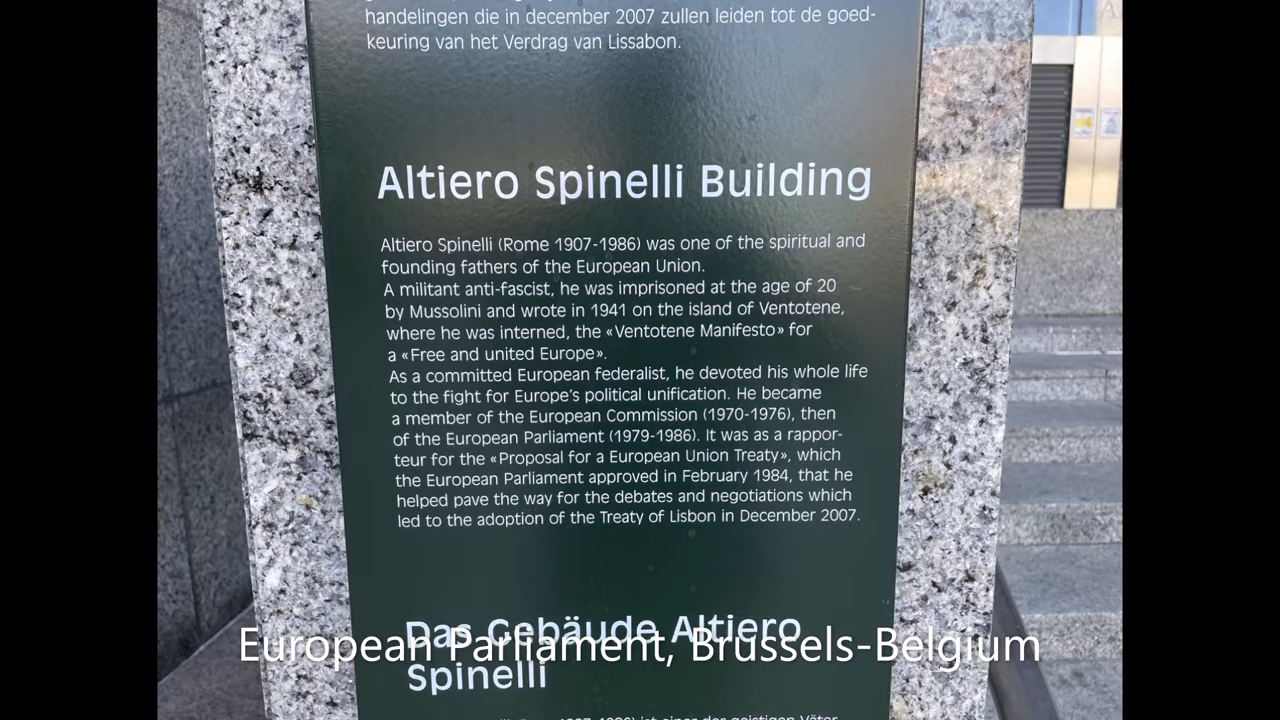 handelingen die in december 2007 zullen leiden tot de goed-
keuring van het Verdrag van Lissabon.
Altiero Spinelli Building
Altiero Spinelli (Rome 1907-1986) was one of the spiritual and
founding fathers of the European Union.
A militant anti-fascist, he was imprisoned at the age of 20
by Mussolini and wrote in 1941 on the island of Ventotene,
where he was interned, the «Ventotene Manifesto» for
a «Free and united Europe».
As a committed European federalist, he devoted his whole life
to the fight for Europe's political unification. He became
a member of the European Commission (1970-1976), then
of the European Parliament (1979-1986). It was as a rappor-
teur for the «Proposal for a European Union Treaty», which
the European Parliament approved in February 1984, that he
helped pave the way for the debates and negotiations which
led to the adoption of the Treaty of Lisbon in December 2007.
Das Gebäude Altiero
European Parliament, Brussels-Belgium
Spinelli
ist einer der geistigen Väter